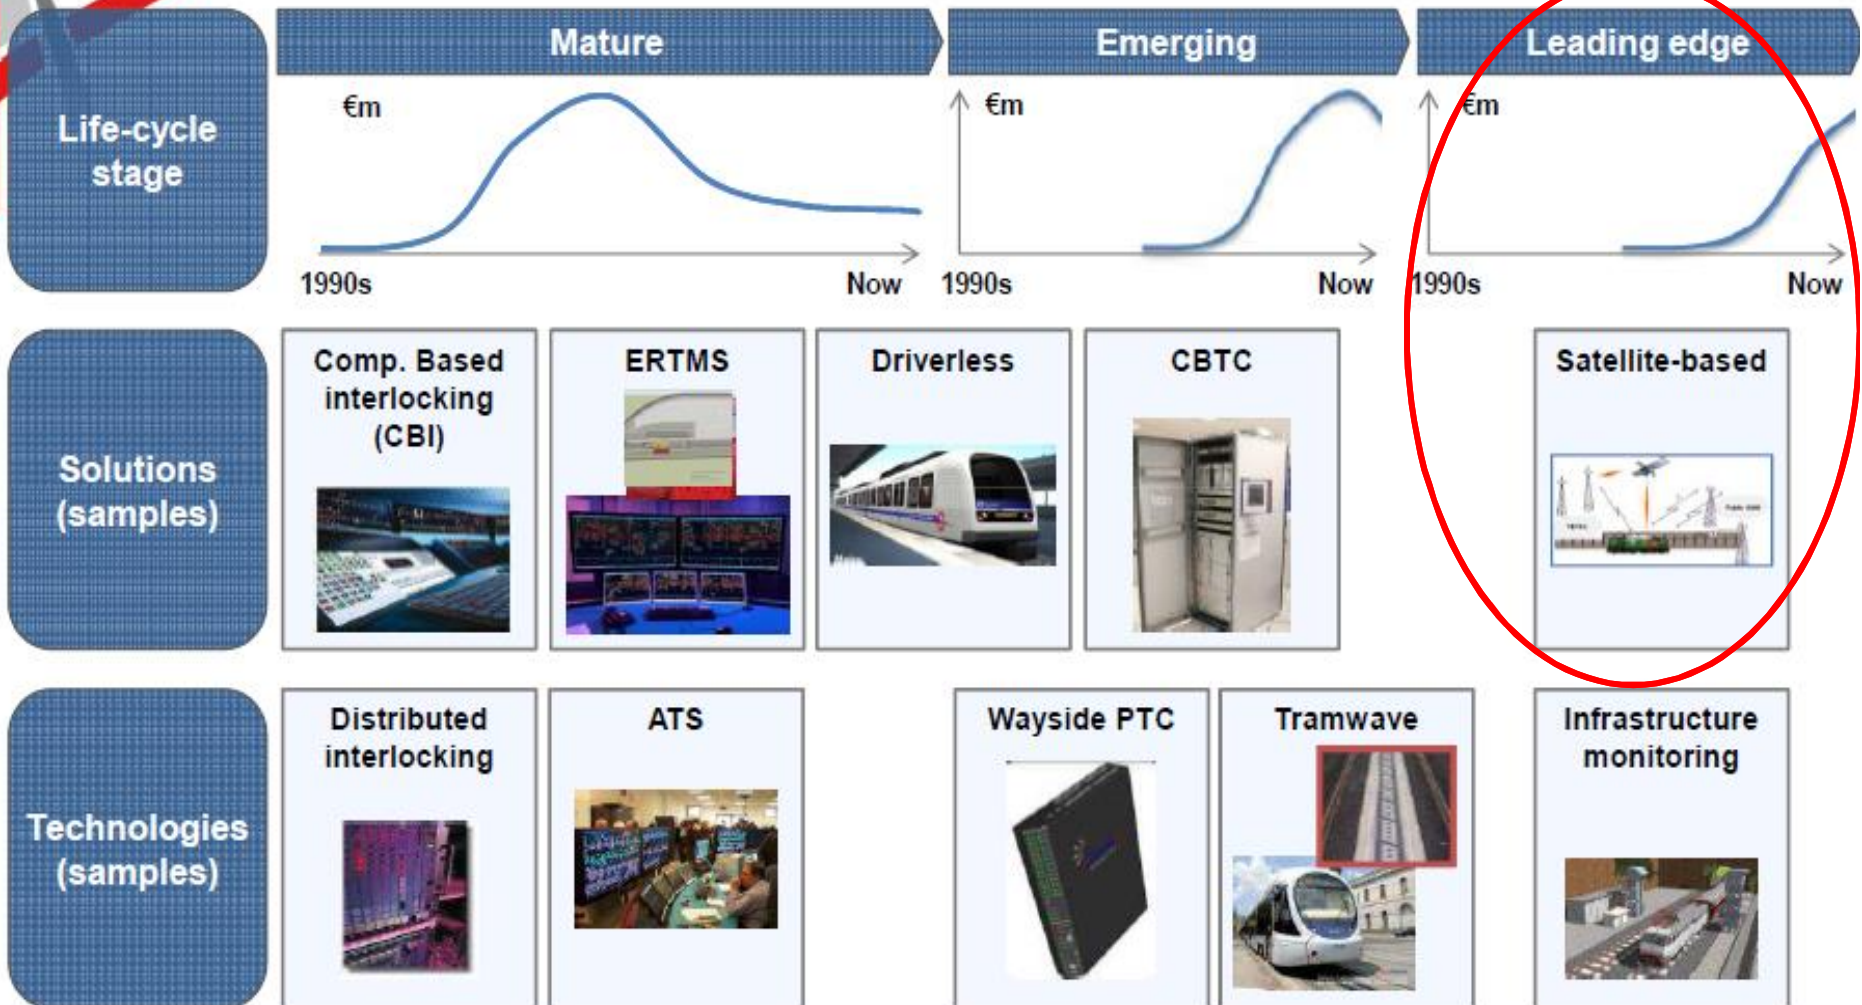 Mature
Emerging
Leading edge
Life-cycle
stage
€m
€m
€m
1990s
Now
1990s
Now
1990s
Now
Solutions
(samples)
Comp. Based
interlocking
(CBI)
ERTMS
Driverless
CBTC
Satellite-based
Technologies
(samples)
Distributed
interlocking
ATS
Wayside PTC
Tramwave
Infrastructure
monitoring